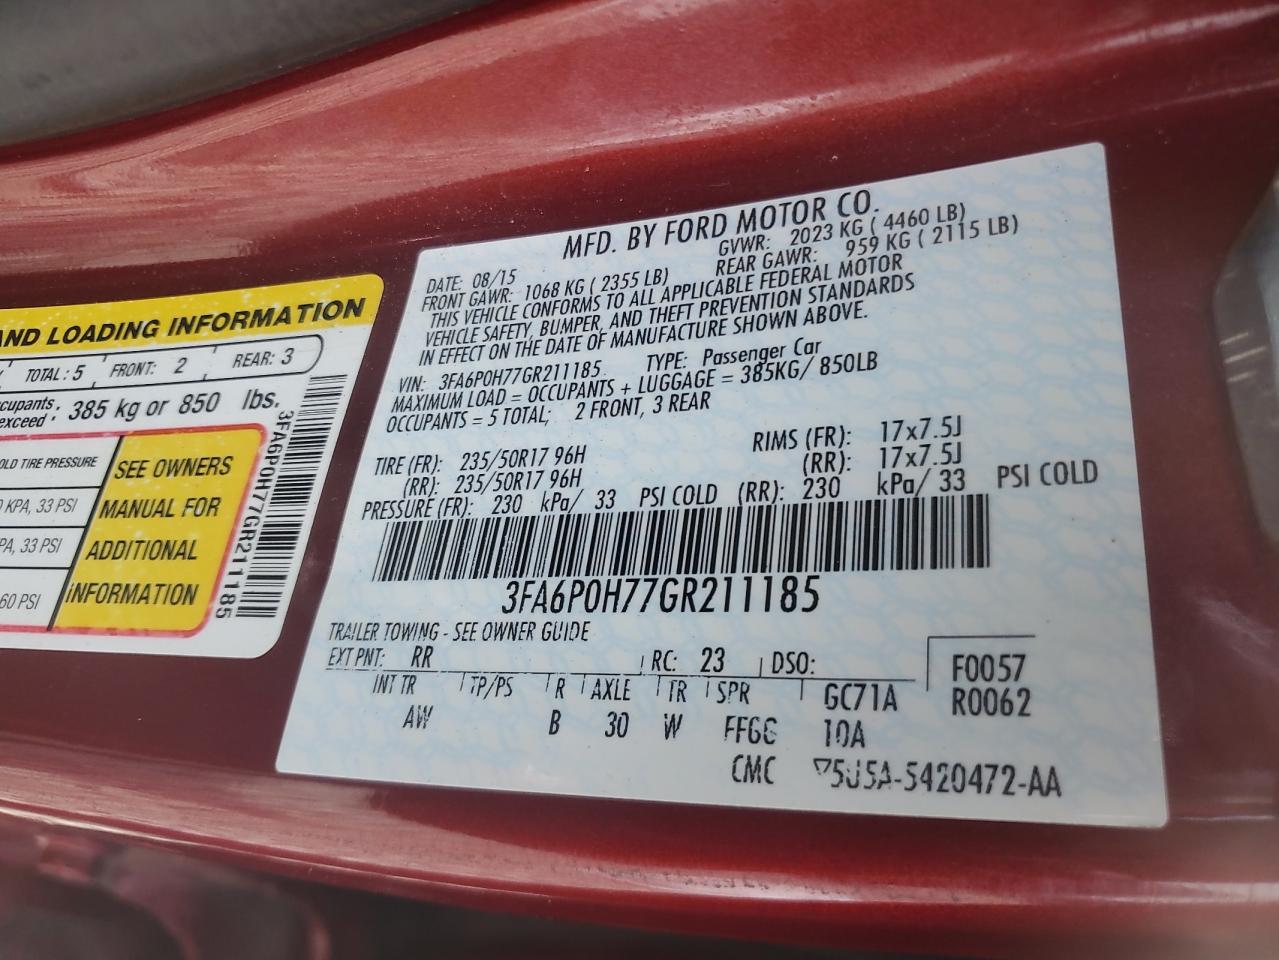 AND LOADING INFORMATION
TOTAL: 5 FRONT: 2 REAR: 3
385 kg or 850 lbs.
3FA6P0H77GR211185
OLD TIRE PRESSURE
KPA, 33 PSI
PA, 33 PSI
60 PSI
SEE OWNERS
MANUAL FOR
ADDITIONAL
INFORMATION
MFD. BY FORD MOTOR CO.
DATE: 08/15 GVWR: 2023 KG ( 4460 LB)
FRONT GAWR: 1068 KG ( 2355 LB) REAR GAWR: 959 KG ( 2115 LB)
THIS VEHICLE CONFORMS TO ALL APPLICABLE FEDERAL MOTOR
VEHICLE SAFETY, BUMPER, AND THEFT PREVENTION STANDARDS
IN EFFECT ON THE DATE OF MANUFACTURE SHOWN ABOVE.
VIN: 3FA6P0H77GR211185 TYPE: Passenger Car
MAXIMUM LOAD = OCCUPANTS + LUGGAGE = 385KG/ 850LB
OCCUPANTS = 5 TOTAL; 2 FRONT, 3 REAR
TIRE (FR): 235/50R17 96H RIMS (FR): 17x7.5J
(RR): 235/50R17 96H (RR): 17x7.5J
PRESSURE (FR): 230 kPa/ 33 PSI COLD (RR): 230 kPa/ 33 PSI COLD
3FA6P0H77GR211185
TRAILER TOWING - SEE OWNER GUIDE
EXT PNT: RR RC: 23 DSO: F0057
INT TR TP/PS R AXLE TR SPR GC71A R0062
AW B 30 W FFGG 10A
CMC 5U5A-5420472-AA